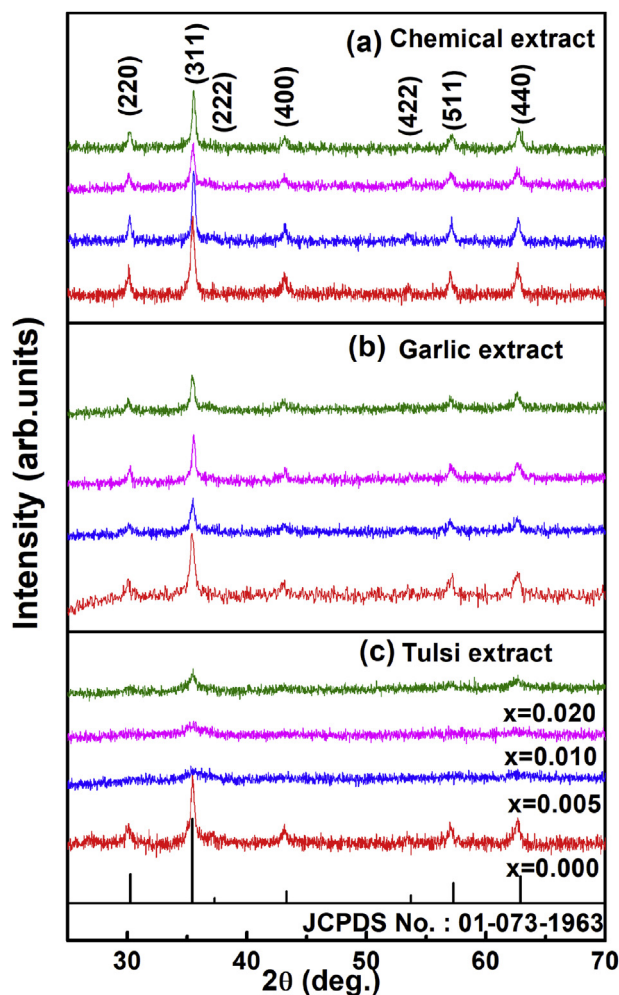 (a) Chemical extract
(220)
(311)
(222)
(400)
(422)
(511)
(440)
(b) Garlic extract
Intensity (arb.units)
(c) Tulsi extract
x=0.020
x=0.010
x=0.005
x=0.000
JCPDS No. : 01-073-1963
30 40 50 60 70
2θ (deg.)